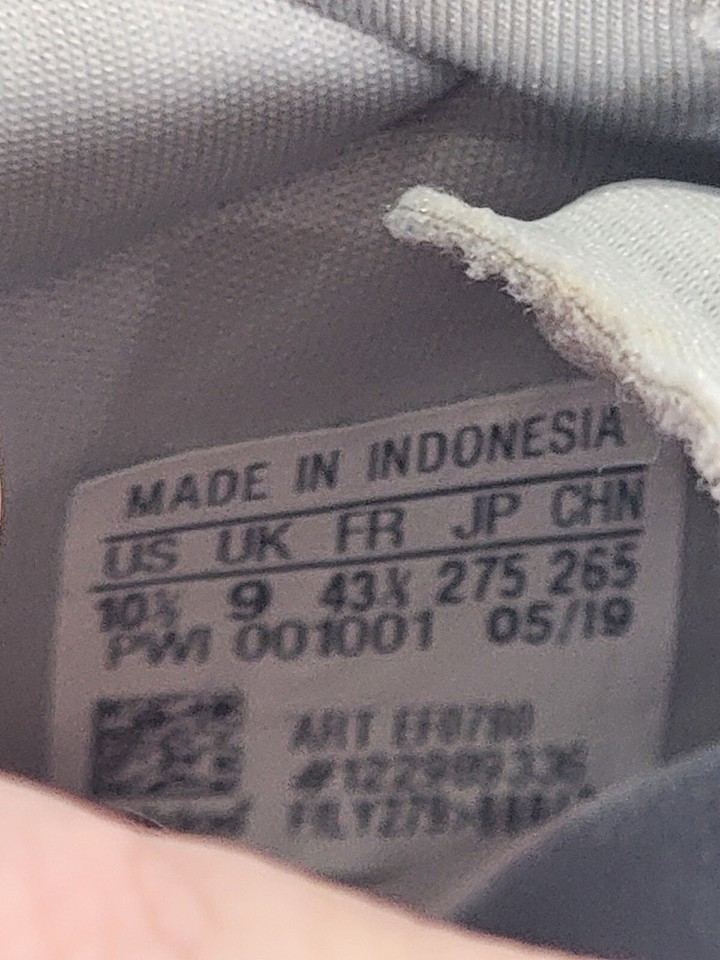 MADE IN INDONESIA
US UK FR JP CHN
10½ 9 43⅓ 275 265
PWI 001001 05/19
ART